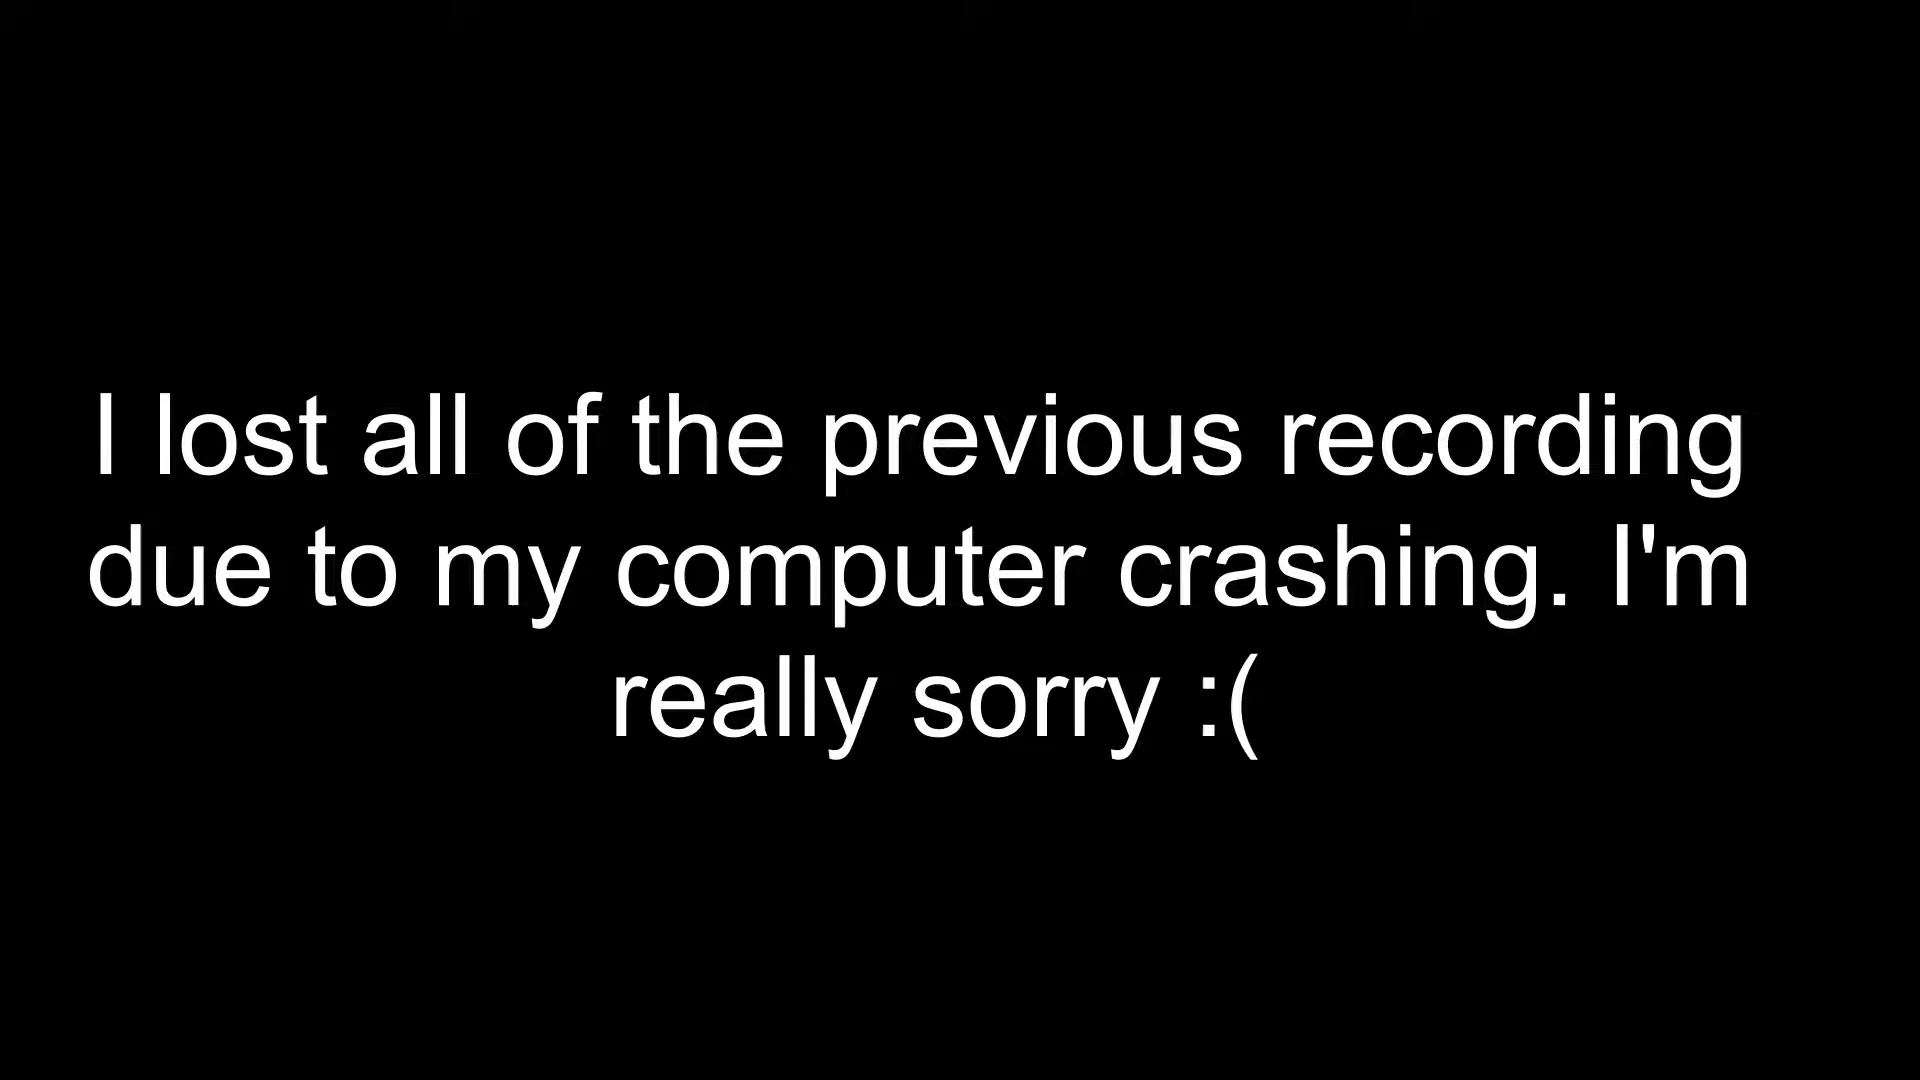 I lost all of the previous recording
due to my computer crashing. I'm
really sorry :(